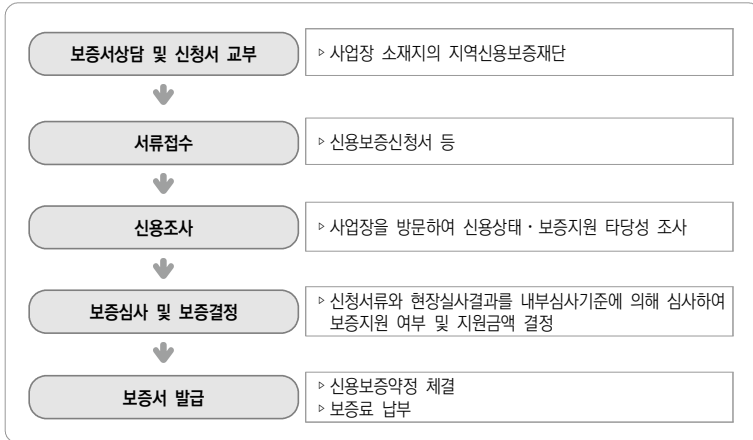 보증서상담 및 신청서 교부
▹ 사업장 소재지의 지역신용보증재단
서류접수
▹ 신용보증신청서 등
신용조사
▹ 사업장을 방문하여 신용상태·보증지원 타당성 조사
보증심사 및 보증결정
▹ 신청서류와 현장실사결과를 내부심사기준에 의해 심사하여
보증지원 여부 및 지원금액 결정
보증서 발급
▹ 신용보증약정 체결
▹ 보증료 납부